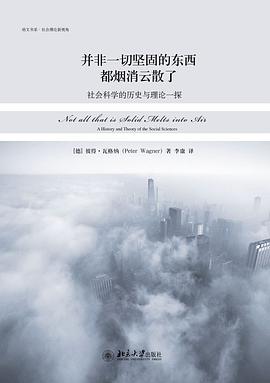 培文书系·社会理论新视角
并非一切坚固的东西
都烟消云散了
社会科学的历史与理论一探
Not all that is Solid Melts into Air
A History and Theory of the Social Sciences
[德] 彼得·瓦格纳 (Peter Wagner) 著 李康 译
北京大学出版社